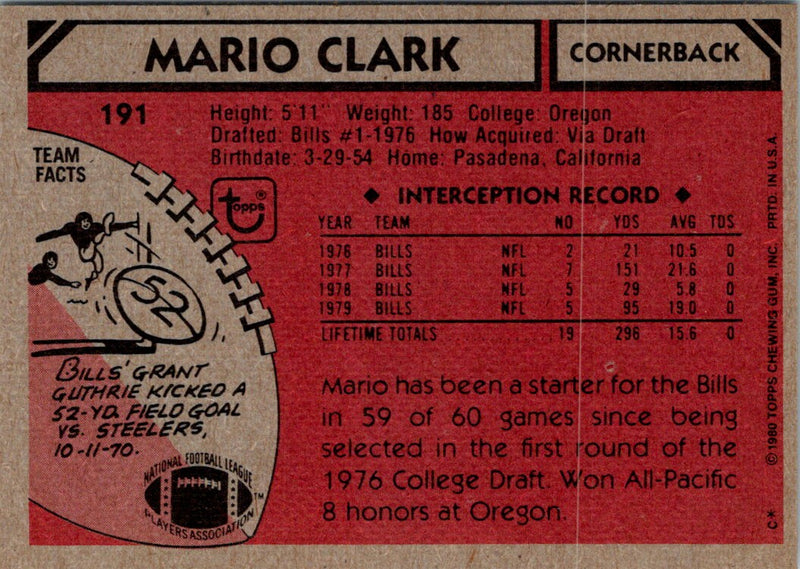 MARIO CLARK
CORNERBACK
191
Height: 5'11" Weight: 185 College: Oregon
Drafted: Bills #1-1976 How Acquired: Via Draft
Birthdate: 3-29-54 Home: Pasadena, California
TEAM
FACTS
topps®
◆ INTERCEPTION RECORD ◆
YEAR TEAM NO YDS AVG TDS
1976 BILLS NFL 2 21 10.5 0
1977 BILLS NFL 7 151 21.6 0
1978 BILLS NFL 5 29 5.8 0
1979 BILLS NFL 5 95 19.0 0
LIFETIME TOTALS 19 296 15.6 0
52
BILLS' GRANT
GUTHRIE KICKED A
52-YD. FIELD GOAL
VS. STEELERS,
10-11-70.
Mario has been a starter for the Bills
in 59 of 60 games since being
selected in the first round of the
1976 College Draft. Won All-Pacific
8 honors at Oregon.
NATIONAL FOOTBALL LEAGUE
PLAYERS ASSOCIATION™
© 1980 TOPPS CHEWING GUM, INC. PRTD. IN U.S.A
C*